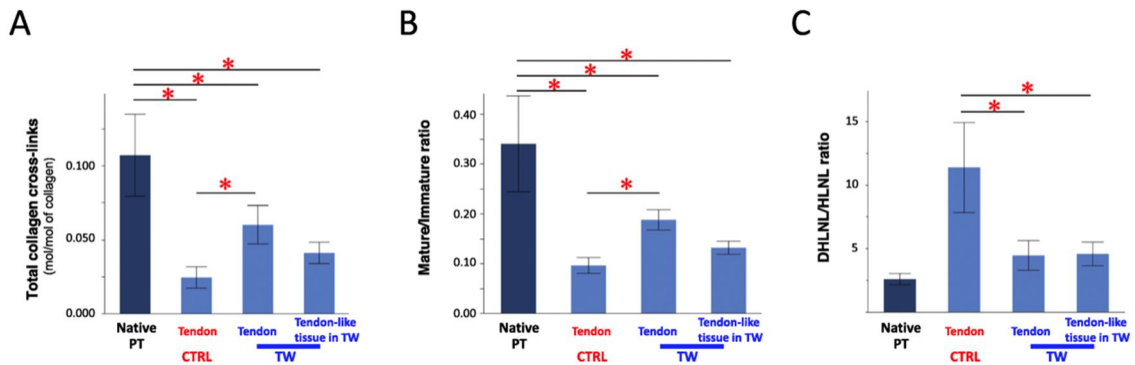 A
B
C
*
*
*
*
Total collagen cross-links
(mol/mol of collagen)
0.100
0.050
0.000
Native
PT
Tendon
CTRL
Tendon
Tendon-like
tissue in TW
TW
*
*
*
*
Mature/Immature ratio
0.40
0.30
0.20
0.10
0.00
Native
PT
Tendon
CTRL
Tendon
Tendon-like
tissue in TW
TW
*
*
DHLNL/HLNL ratio
15
10
5
Native
PT
Tendon
CTRL
Tendon
Tendon-like
tissue in TW
TW